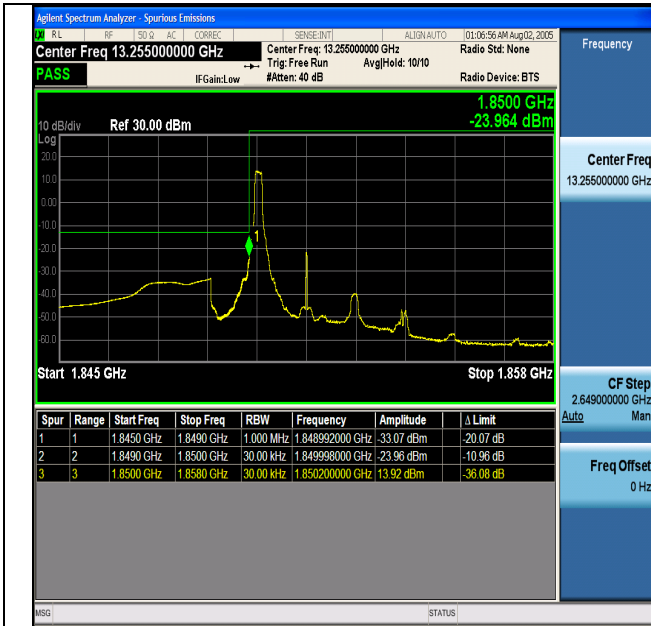 Agilent Spectrum Analyzer - Spurious Emissions
RL RF 50 Ω AC CORREC SENSE:INT ALIGNAUTO 01:06:56 AM Aug02, 2005
Center Freq 13.255000000 GHz
Center Freq: 13.255000000 GHz
Radio Std: None
Trig: Free Run Avg|Hold: 10/10
PASS
IFGain:Low
#Atten: 40 dB
Radio Device: BTS
Frequency
1.8500 GHz
-23.964 dBm
10 dB/div Ref 30.00 dBm
Log
20.0
10.0
0.00
-10.0
-20.0
-30.0
-40.0
-50.0
-60.0
1
Start 1.845 GHz Stop 1.858 GHz
Center Freq
13.255000000 GHz
CF Step
2.649000000 GHz
Auto Man
Freq Offset
0 Hz
Spur Range Start Freq Stop Freq RBW Frequency Amplitude Δ Limit
1 1 1.8450 GHz 1.8490 GHz 1.000 MHz 1.848992000 GHz -33.07 dBm -20.07 dB
2 2 1.8490 GHz 1.8500 GHz 30.00 kHz 1.849998000 GHz -23.96 dBm -10.96 dB
3 3 1.8500 GHz 1.8580 GHz 30.00 kHz 1.850200000 GHz 13.92 dBm -36.08 dB
MSG STATUS